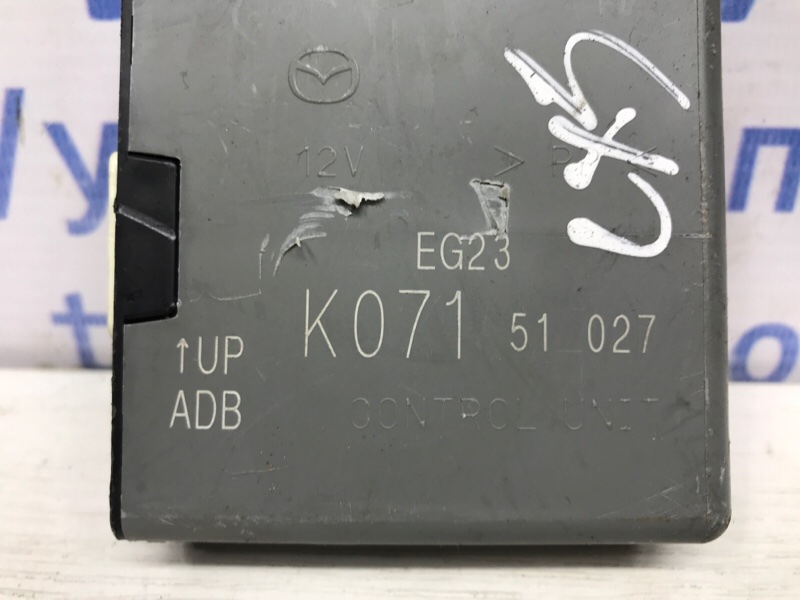 12V
EG23
K071 51 027
↑UP
ADB
CONTROL UNIT